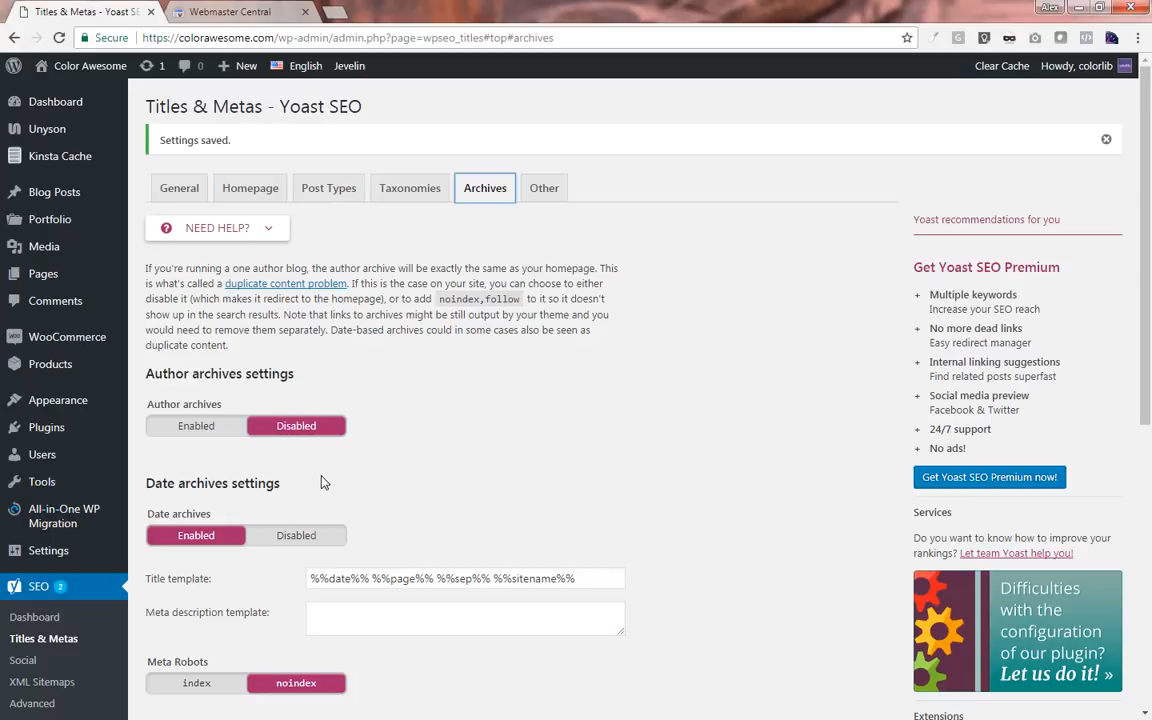 Titles & Metas - Yoast SE
Webmaster Central
Alex
Secure
https://colorawesome.com/wp-admin/admin.php?page=wpseo_titles#top#archives
Color Awesome
1
0
New
English
Javelin
Clear Cache
Howdy, colorlib
Dashboard
Unyson
Kinsta Cache
Blog Posts
Portfolio
Media
Pages
Comments
WooCommerce
Products
Appearance
Plugins
Users
Tools
All-in-One WP
Migration
Settings
SEO 2
Dashboard
Titles & Metas
Social
XML Sitemaps
Advanced
Titles & Metas - Yoast SEO
Settings saved.
General
Homepage
Post Types
Taxonomies
Archives
Other
NEED HELP?
If you're running a one author blog, the author archive will be exactly the same as your homepage. This
is what's called a duplicate content problem. If this is the case on your site, you can choose to either
disable it (which makes it redirect to the homepage), or to add noindex,follow to it so it doesn't
show up in the search results. Note that links to archives might be still output by your theme and you
would need to remove them separately. Date-based archives could in some cases also be seen as
duplicate content.
Author archives settings
Author archives
Enabled
Disabled
Date archives settings
Date archives
Enabled
Disabled
Title template:
%%date%% %%page%% %%sep%% %%sitename%%
Meta description template:
Meta Robots
index
noindex
Yoast recommendations for you
Get Yoast SEO Premium
+ Multiple keywords
Increase your SEO reach
+ No more dead links
Easy redirect manager
+ Internal linking suggestions
Find related posts superfast
+ Social media preview
Facebook & Twitter
+ 24/7 support
+ No ads!
Get Yoast SEO Premium now!
Services
Do you want to know how to improve your
rankings? Let team Yoast help you!
Difficulties
with the
configuration
of our plugin?
Let us do it! »
Extensions